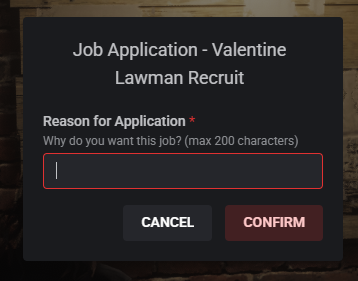 Job Application - Valentine
Lawman Recruit
Reason for Application *
Why do you want this job? (max 200 characters)
CANCEL CONFIRM